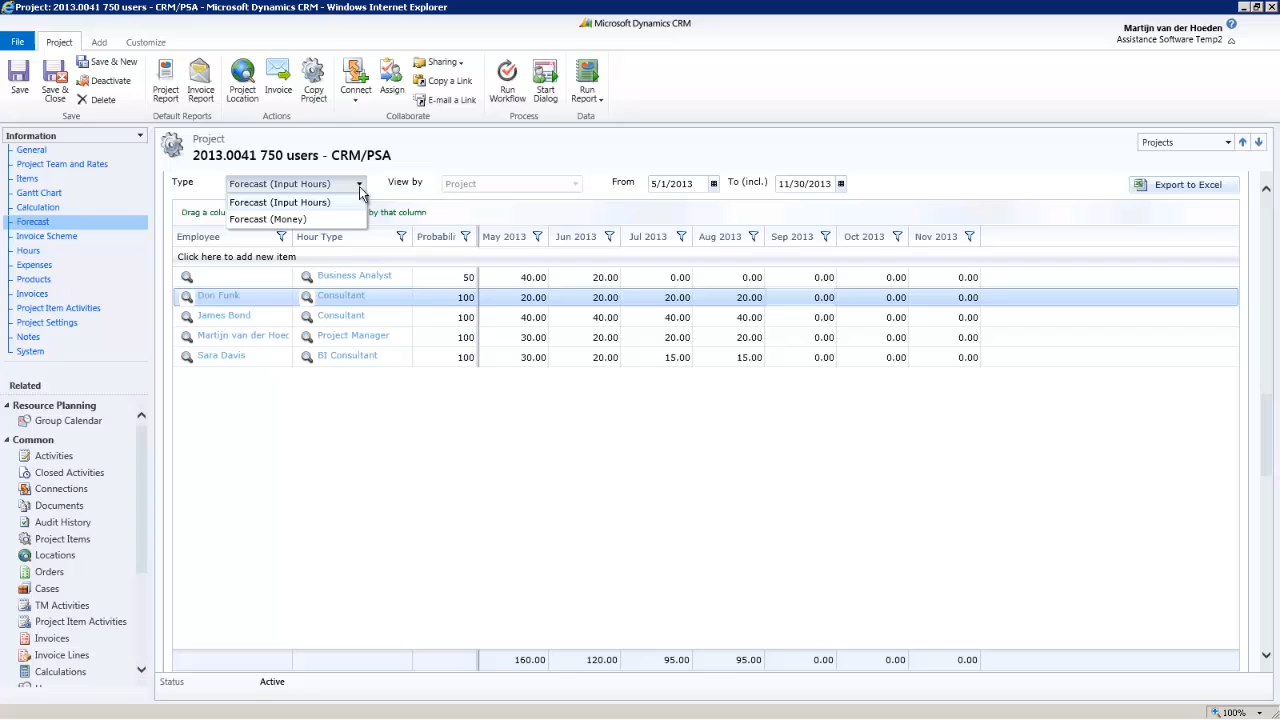 Project: 2013.0041 750 users - CRM/PSA - Microsoft Dynamics CRM - Windows Internet Explorer
Microsoft Dynamics CRM
Martijn van der Hoeden
Assistance Software Temp2
File Project Add Customize
Save
Save & Close
Save & New
Deactivate
Delete
Save
Project Report
Invoice Report
Default Reports
Project Location
Invoice
Copy Project
Actions
Connect
Assign
Sharing
Copy a Link
E-mail a Link
Collaborate
Run Workflow
Start Dialog
Process
Run Report
Data
Information
General
Project Team and Rates
Items
Gantt Chart
Calculation
Forecast
Invoice Scheme
Hours
Expenses
Products
Invoices
Project Item Activities
Project Settings
Notes
System
Related
Resource Planning
Group Calendar
Common
Activities
Closed Activities
Connections
Documents
Audit History
Project Items
Locations
Orders
Cases
TM Activities
Project Item Activities
Invoices
Invoice Lines
Calculations
Project
2013.0041 750 users - CRM/PSA
Projects
Type Forecast (Input Hours) View by Project From 5/1/2013 To (incl.) 11/30/2013 Export to Excel
Forecast (Input Hours)
Forecast (Money)
Drag a colu by that column
Employee Hour Type Probabili May 2013 Jun 2013 Jul 2013 Aug 2013 Sep 2013 Oct 2013 Nov 2013
Click here to add new item
Business Analyst 50 40.00 20.00 0.00 0.00 0.00 0.00 0.00
Don Funk Consultant 100 20.00 20.00 20.00 20.00 0.00 0.00 0.00
James Bond Consultant 100 40.00 40.00 40.00 40.00 0.00 0.00 0.00
Martijn van der Hoec Project Manager 100 30.00 20.00 20.00 20.00 0.00 0.00 0.00
Sara Davis BI Consultant 100 30.00 20.00 15.00 15.00 0.00 0.00 0.00
160.00 120.00 95.00 95.00 0.00 0.00 0.00
Status Active
100%